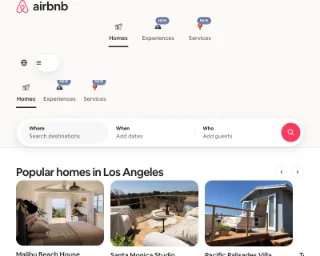 airbnb
NEW NEW
Homes Experiences Services
NEW NEW
Homes Experiences Services
Where When Who
Search destinations Add dates Add guests
Popular homes in Los Angeles
Malibu Beach House Santa Monica Studio Pacific Palisades Villa